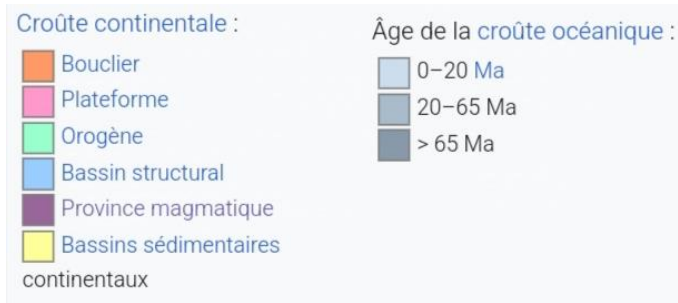 Croûte continentale :
Bouclier
Plateforme
Orogène
Bassin structural
Province magmatique
Bassins sédimentaires
continentaux
Âge de la croûte océanique :
0–20 Ma
20–65 Ma
> 65 Ma